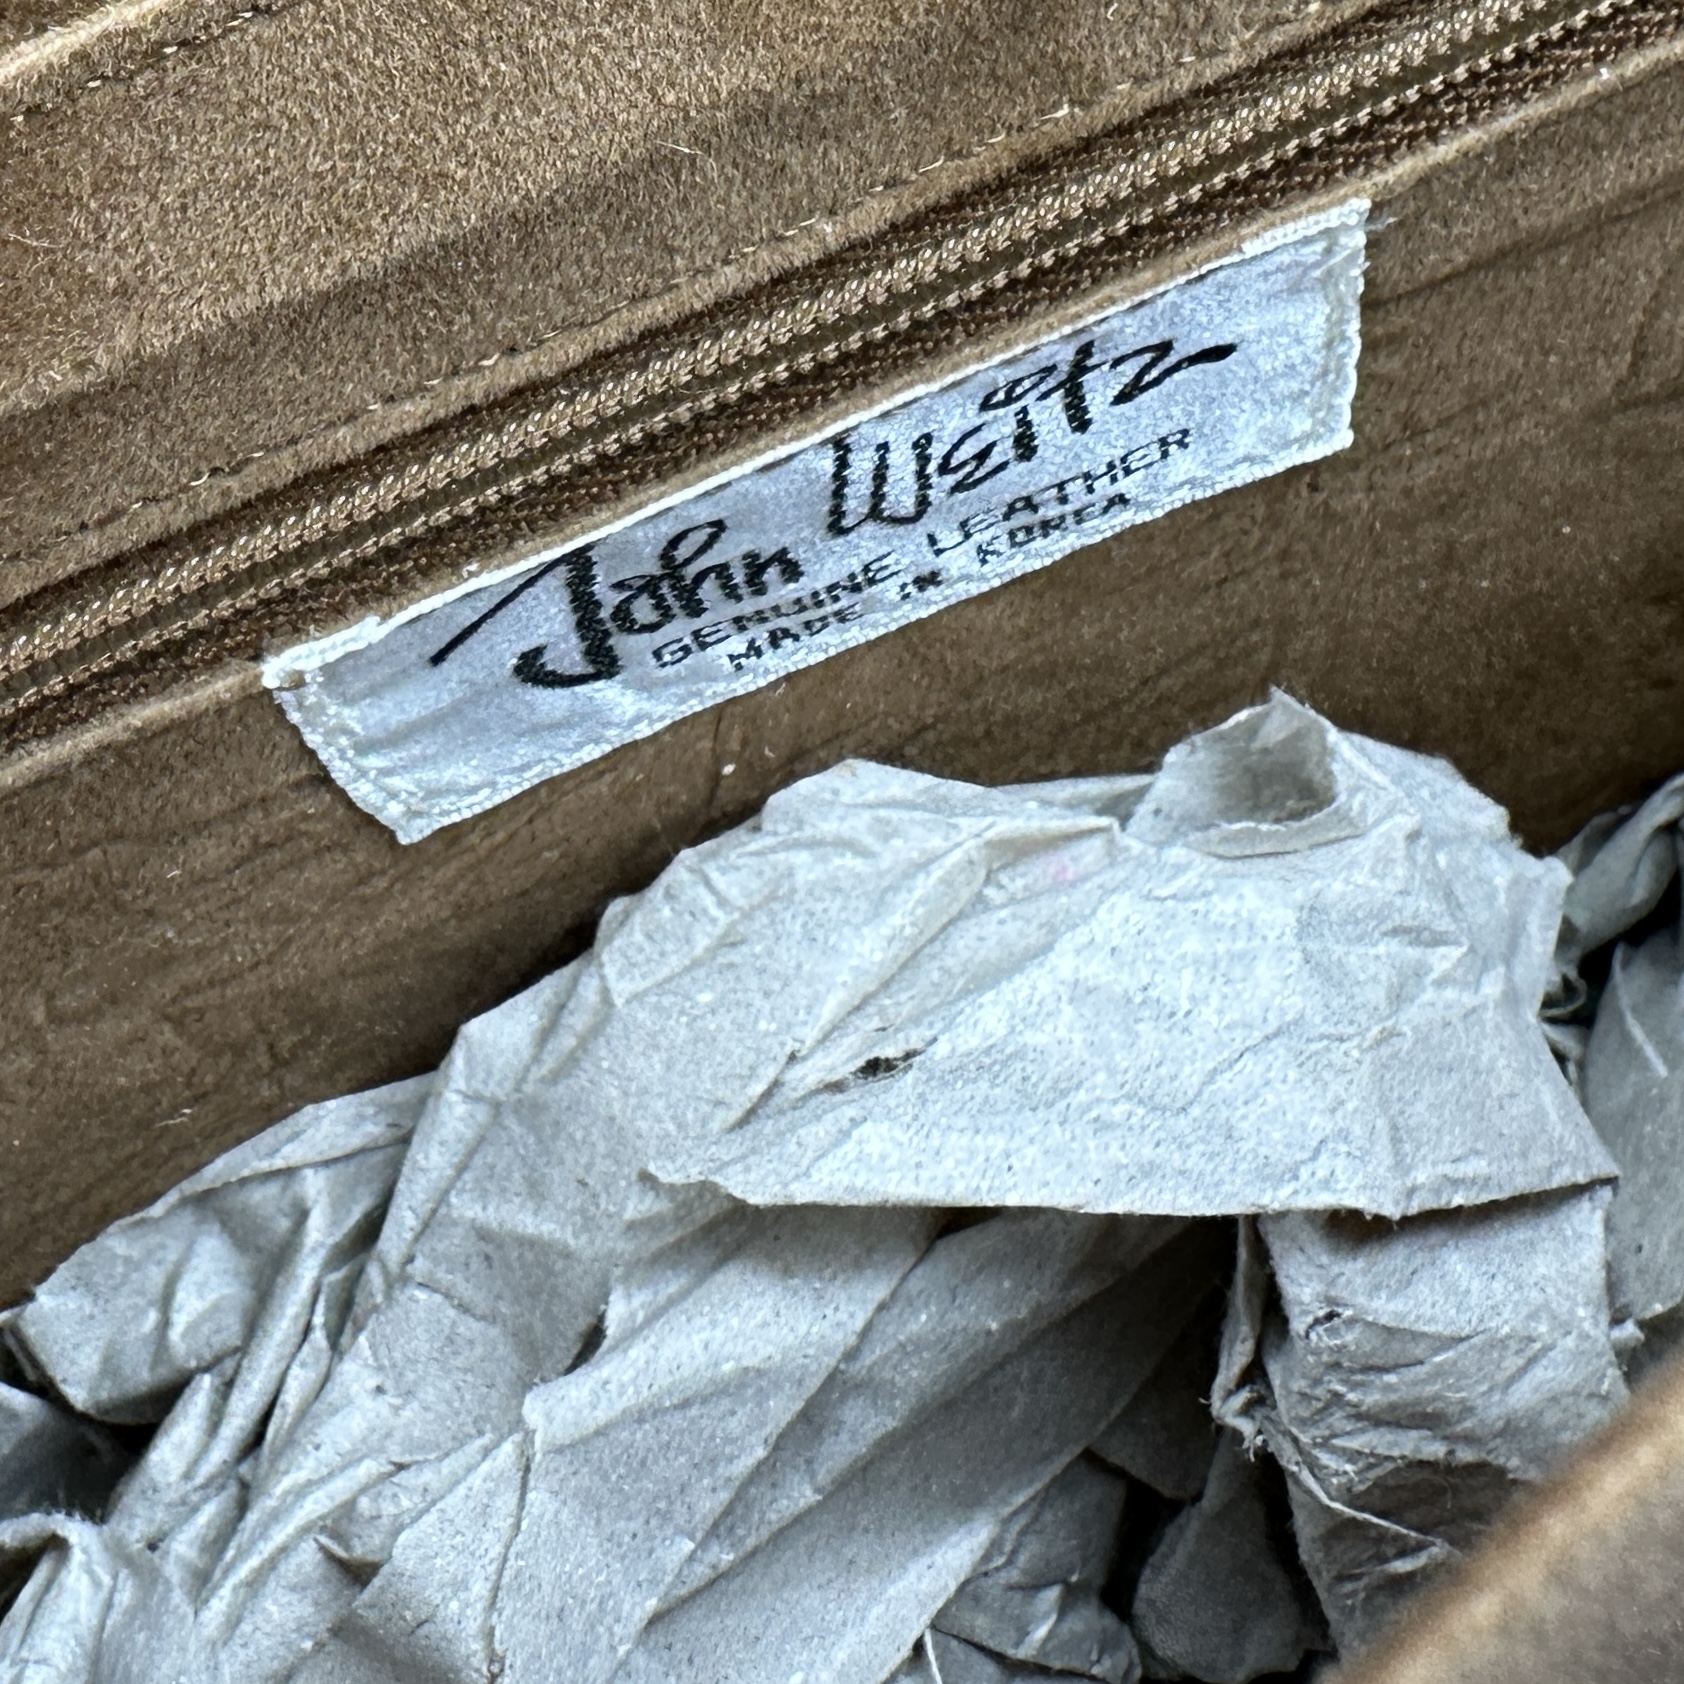 John Weitz
GENUINE LEATHER
MADE IN KOREA